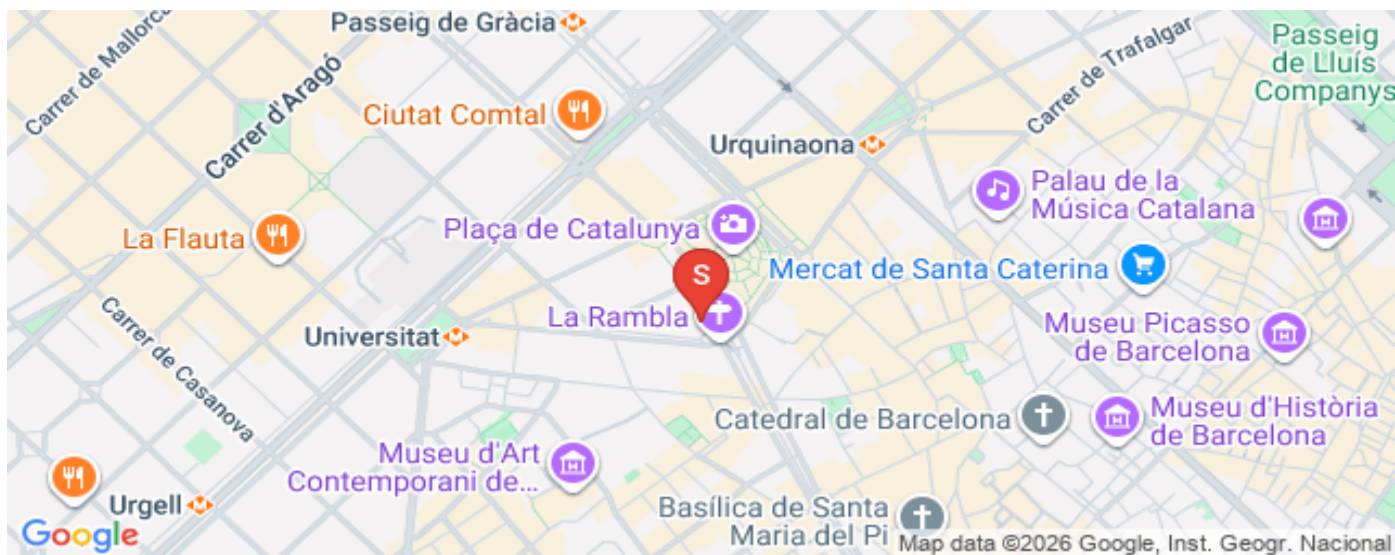 Passeig de Gràcia
Carrer de Mallorca
Carrer d'Aragó
Ciutat Comtal
Urquinaona
Carrer de Trafalgar
Passeig
de Lluís
Companys
Palau de la
Música Catalana
La Flauta
Plaça de Catalunya
S
Mercat de Santa Caterina
La Rambla
Universitat
Museu Picasso
de Barcelona
Carrer de Casanova
Catedral de Barcelona
Museu d'Història
de Barcelona
Museu d'Art
Contemporani de...
Urgell
Basílica de Santa
Maria del Pi
Google
Map data ©2026 Google, Inst. Geogr. Nacional